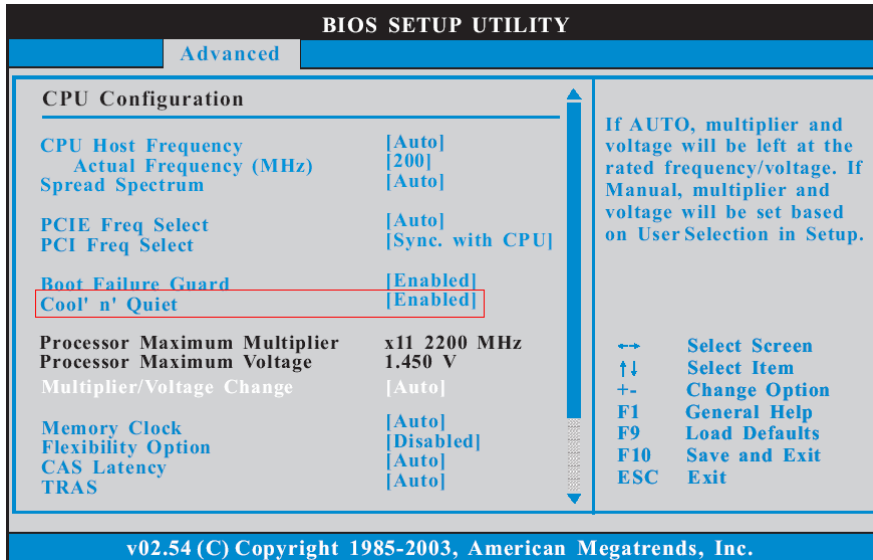 BIOS SETUP UTILITY
Advanced
CPU Configuration
CPU Host Frequency [Auto]
Actual Frequency (MHz) [200]
Spread Spectrum [Auto]
PCIE Freq Select [Auto]
PCI Freq Select [Sync. with CPU]
Boot Failure Guard [Enabled]
Cool' n' Quiet [Enabled]
Processor Maximum Multiplier x11 2200 MHz
Processor Maximum Voltage 1.450 V
Multiplier/Voltage Change [Auto]
Memory Clock [Auto]
Flexibility Option [Disabled]
CAS Latency [Auto]
TRAS [Auto]
If AUTO, multiplier and
voltage will be left at the
rated frequency/voltage. If
Manual, multiplier and
voltage will be set based
on User Selection in Setup.
←→ Select Screen
↑↓ Select Item
+- Change Option
F1 General Help
F9 Load Defaults
F10 Save and Exit
ESC Exit
v02.54 (C) Copyright 1985-2003, American Megatrends, Inc.